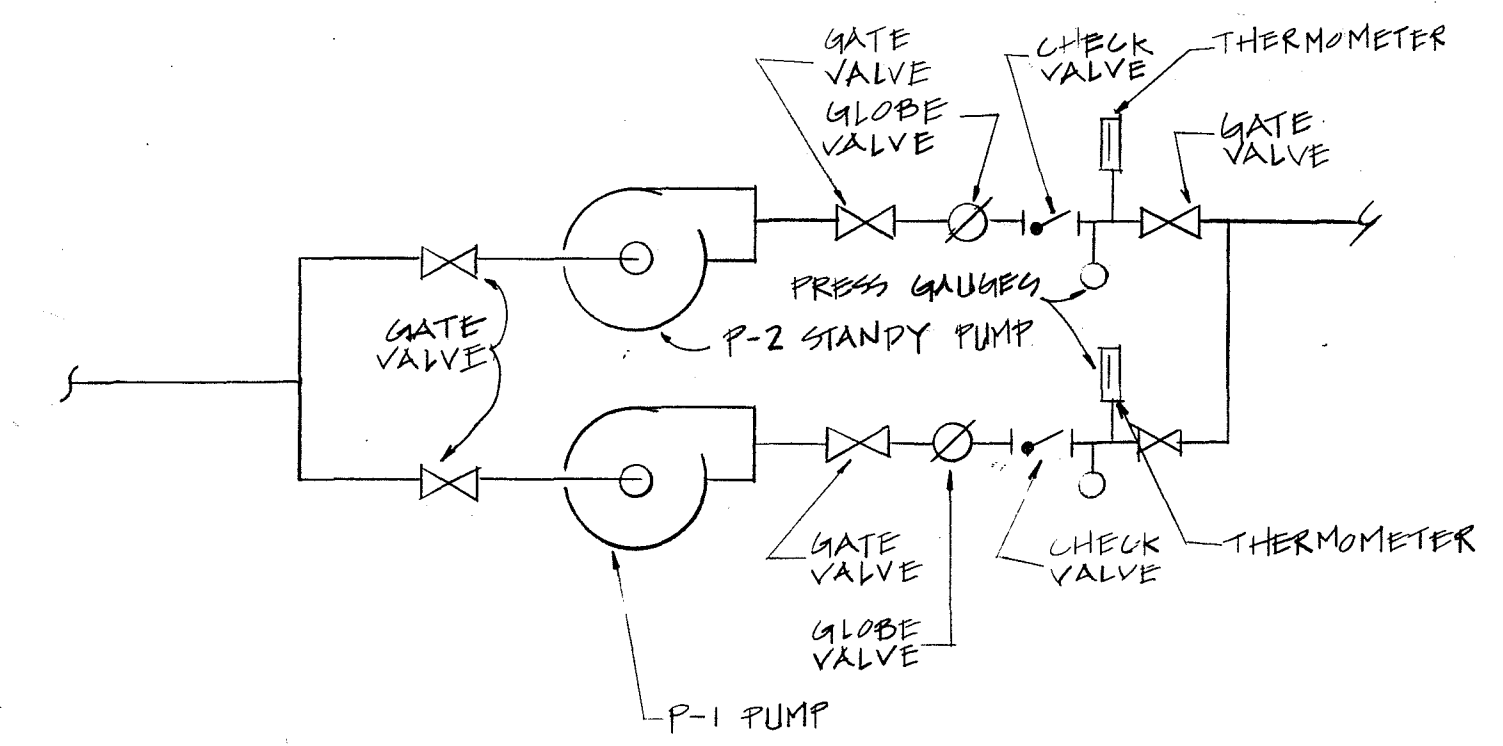 GATE
VALVE
GLOBE
VALVE
CHECK
VALVE
THERMOMETER
GATE
VALVE
PRESS GAUGES
P-2 STANDY PUMP
GATE
VALVE
GATE
VALVE
GLOBE
VALVE
CHECK
VALVE
THERMOMETER
P-1 PUMP